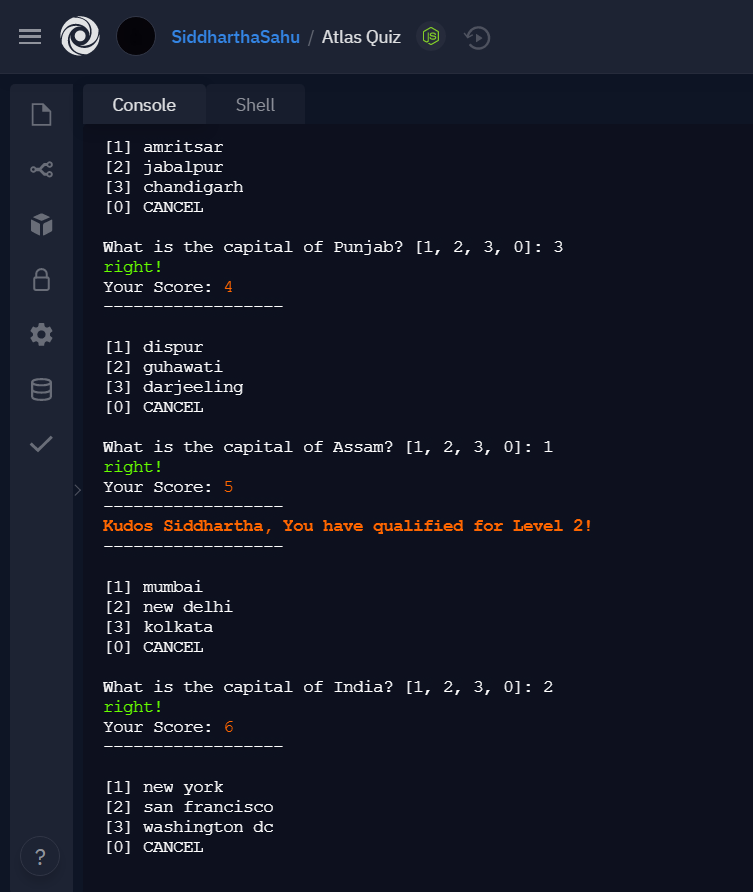 SiddharthaSahu / Atlas Quiz JS
Console Shell
[1] amritsar
[2] jabalpur
[3] chandigarh
[0] CANCEL
What is the capital of Punjab? [1, 2, 3, 0]: 3
right!
Your Score: 4
------------------
[1] dispur
[2] guhawati
[3] darjeeling
[0] CANCEL
What is the capital of Assam? [1, 2, 3, 0]: 1
right!
Your Score: 5
------------------
Kudos Siddhartha, You have qualified for Level 2!
------------------
[1] mumbai
[2] new delhi
[3] kolkata
[0] CANCEL
What is the capital of India? [1, 2, 3, 0]: 2
right!
Your Score: 6
------------------
[1] new york
[2] san francisco
[3] washington dc
[0] CANCEL
?